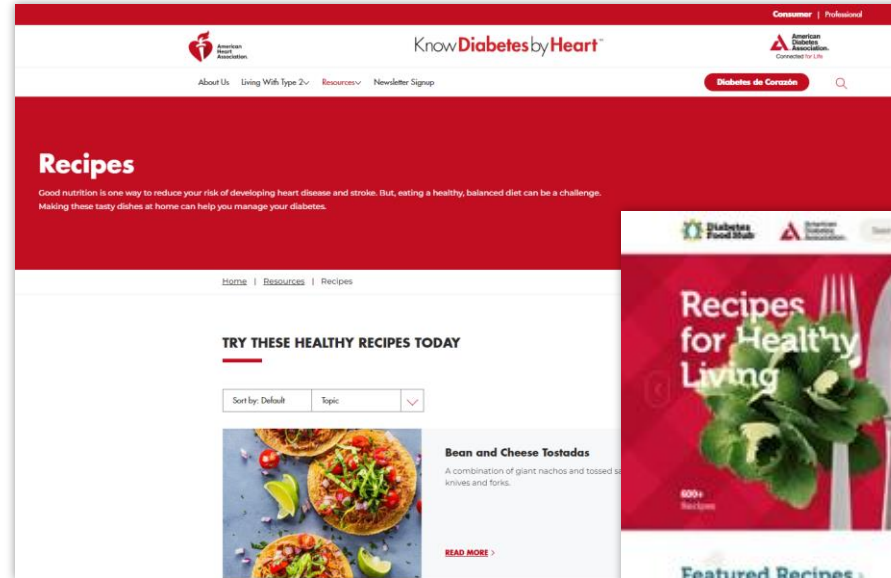 Consumer | Professional
American
Heart
Association.
Know Diabetes by Heart™
American
Diabetes
Association.
Connected for Life
About Us Living With Type 2 Resources Newsletter Signup
Diabetes de Corazón
Recipes
Good nutrition is one way to reduce your risk of developing heart disease and stroke. But, eating a healthy, balanced diet can be a challenge.
Making these tasty dishes at home can help you manage your diabetes.
Home | Resources | Recipes
TRY THESE HEALTHY RECIPES TODAY
Sort by: Default Topic
Bean and Cheese Tostadas
A combination of giant nachos and tossed
knives and forks.
READ MORE >
Diabetes
Food Hub
American
Diabetes
Association.
Recipes
for Healthy
Living
600+
Recipes
Featured Recipes